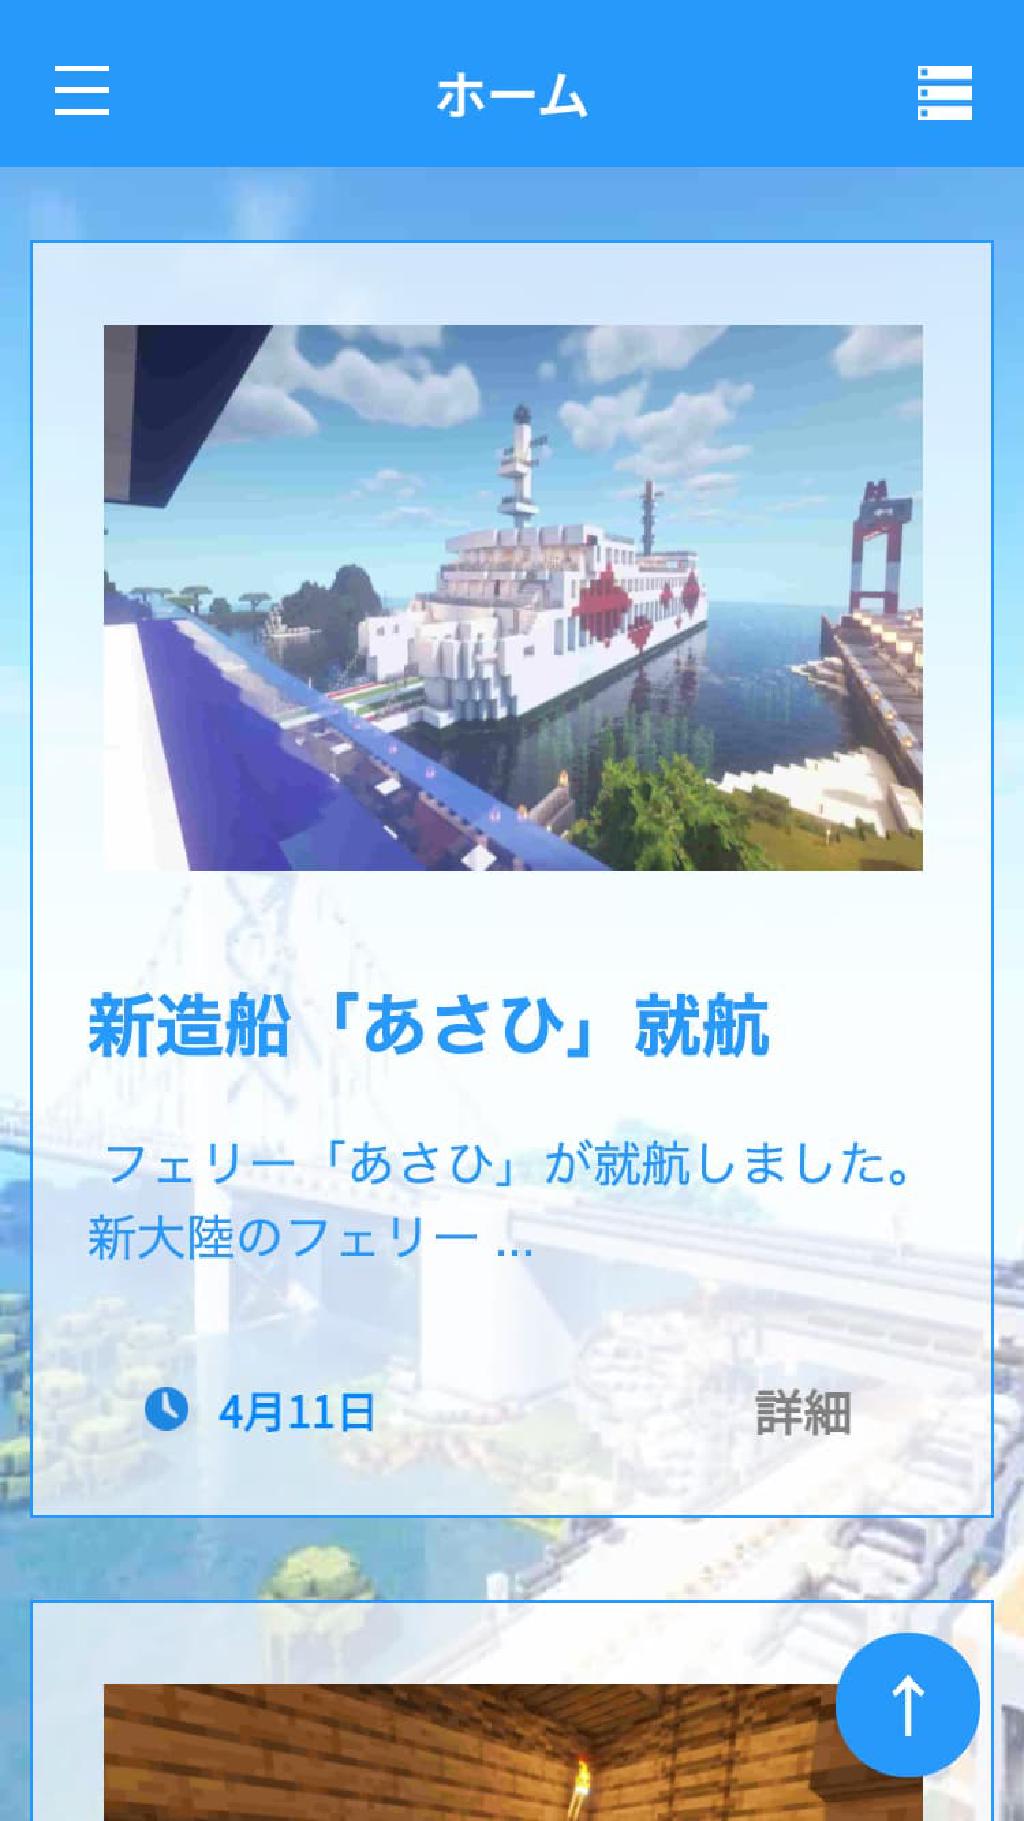 ホーム
新造船「あさひ」就航
フェリー「あさひ」が就航しました。
新大陸のフェリー ...
4月11日
詳細
↑